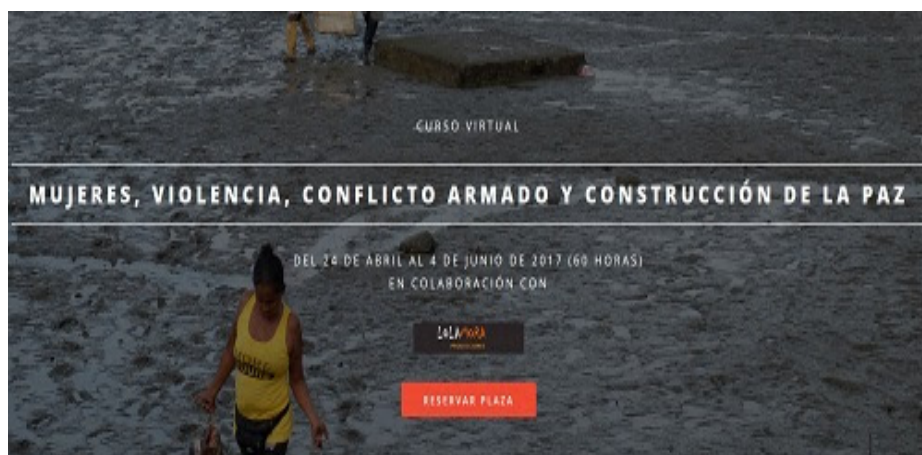 CURSO VIRTUAL
MUJERES, VIOLENCIA, CONFLICTO ARMADO Y CONSTRUCCIÓN DE LA PAZ
DEL 24 DE ABRIL AL 4 DE JUNIO DE 2017 (60 HORAS)
EN COLABORACIÓN CON
LOLAMORA
RESERVAR PLAZA